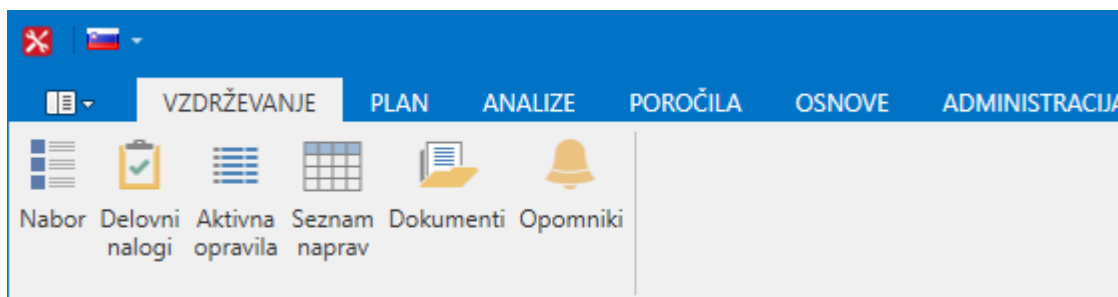 VZDRŽEVANJE PLAN ANALIZE POROČILA OSNOVE ADMINISTRACIJA
Nabor Delovni nalogi Aktivna opravila Seznam naprav Dokumenti Opomniki